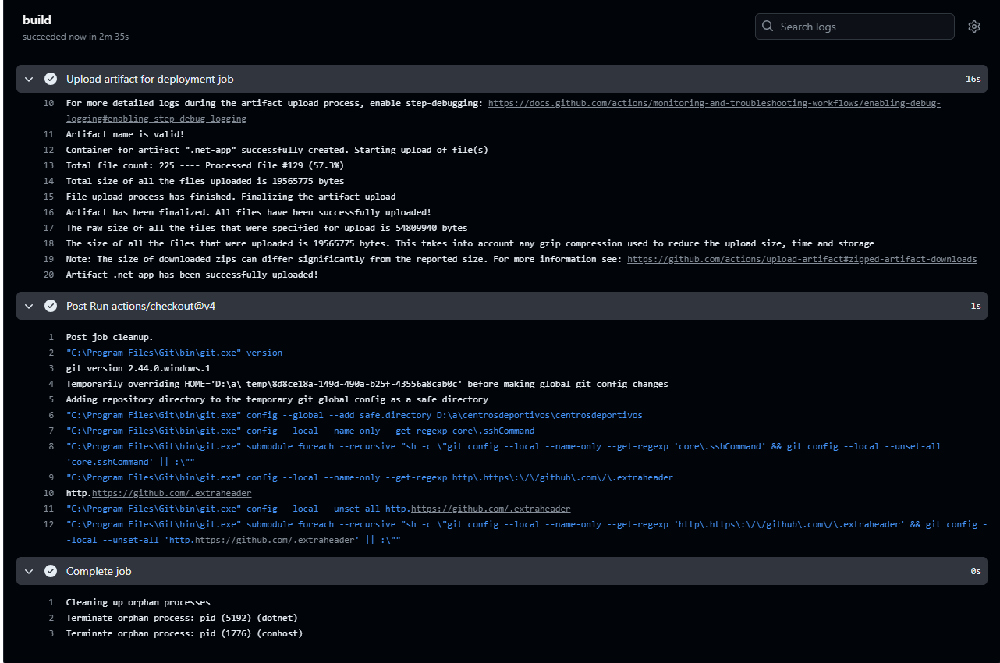 build
succeeded now in 2m 35s
Search logs
Upload artifact for deployment job 16s
10 For more detailed logs during the artifact upload process, enable step-debugging: https://docs.github.com/actions/monitoring-and-troubleshooting-workflows/enabling-debug-
logging#enabling-step-debug-logging
11 Artifact name is valid!
12 Container for artifact ".net-app" successfully created. Starting upload of file(s)
13 Total file count: 225 ---- Processed file #129 (57.3%)
14 Total size of all the files uploaded is 19565775 bytes
15 File upload process has finished. Finalizing the artifact upload
16 Artifact has been finalized. All files have been successfully uploaded!
17 The raw size of all the files that were specified for upload is 54809940 bytes
18 The size of all the files that were uploaded is 19565775 bytes. This takes into account any gzip compression used to reduce the upload size, time and storage
19 Note: The size of downloaded zips can differ significantly from the reported size. For more information see: https://github.com/actions/upload-artifact#zipped-artifact-downloads
20 Artifact .net-app has been successfully uploaded!
Post Run actions/checkout@v4 1s
1 Post job cleanup.
2 "C:\Program Files\Git\bin\git.exe" version
3 git version 2.44.0.windows.1
4 Temporarily overriding HOME='D:\a\_temp\8d8ce18a-149d-490a-b25f-43556a8cab0c' before making global git config changes
5 Adding repository directory to the temporary git global config as a safe directory
6 "C:\Program Files\Git\bin\git.exe" config --global --add safe.directory D:\a\centrosdeportivos\centrosdeportivos
7 "C:\Program Files\Git\bin\git.exe" config --local --name-only --get-regexp core\.sshCommand
8 "C:\Program Files\Git\bin\git.exe" submodule foreach --recursive "sh -c \"git config --local --name-only --get-regexp 'core\.sshCommand' && git config --local --unset-all
'core.sshCommand' || :\""
9 "C:\Program Files\Git\bin\git.exe" config --local --name-only --get-regexp http\.https\:\/\/github\.com\/\.extraheader
10 http.https://github.com/.extraheader
11 "C:\Program Files\Git\bin\git.exe" config --local --unset-all http.https://github.com/.extraheader
12 "C:\Program Files\Git\bin\git.exe" submodule foreach --recursive "sh -c \"git config --local --name-only --get-regexp 'http\.https\:\/\/github\.com\/\.extraheader' && git config -
-local --unset-all 'http.https://github.com/.extraheader' || :\""
Complete job 0s
1 Cleaning up orphan processes
2 Terminate orphan process: pid (5192) (dotnet)
3 Terminate orphan process: pid (1776) (conhost)